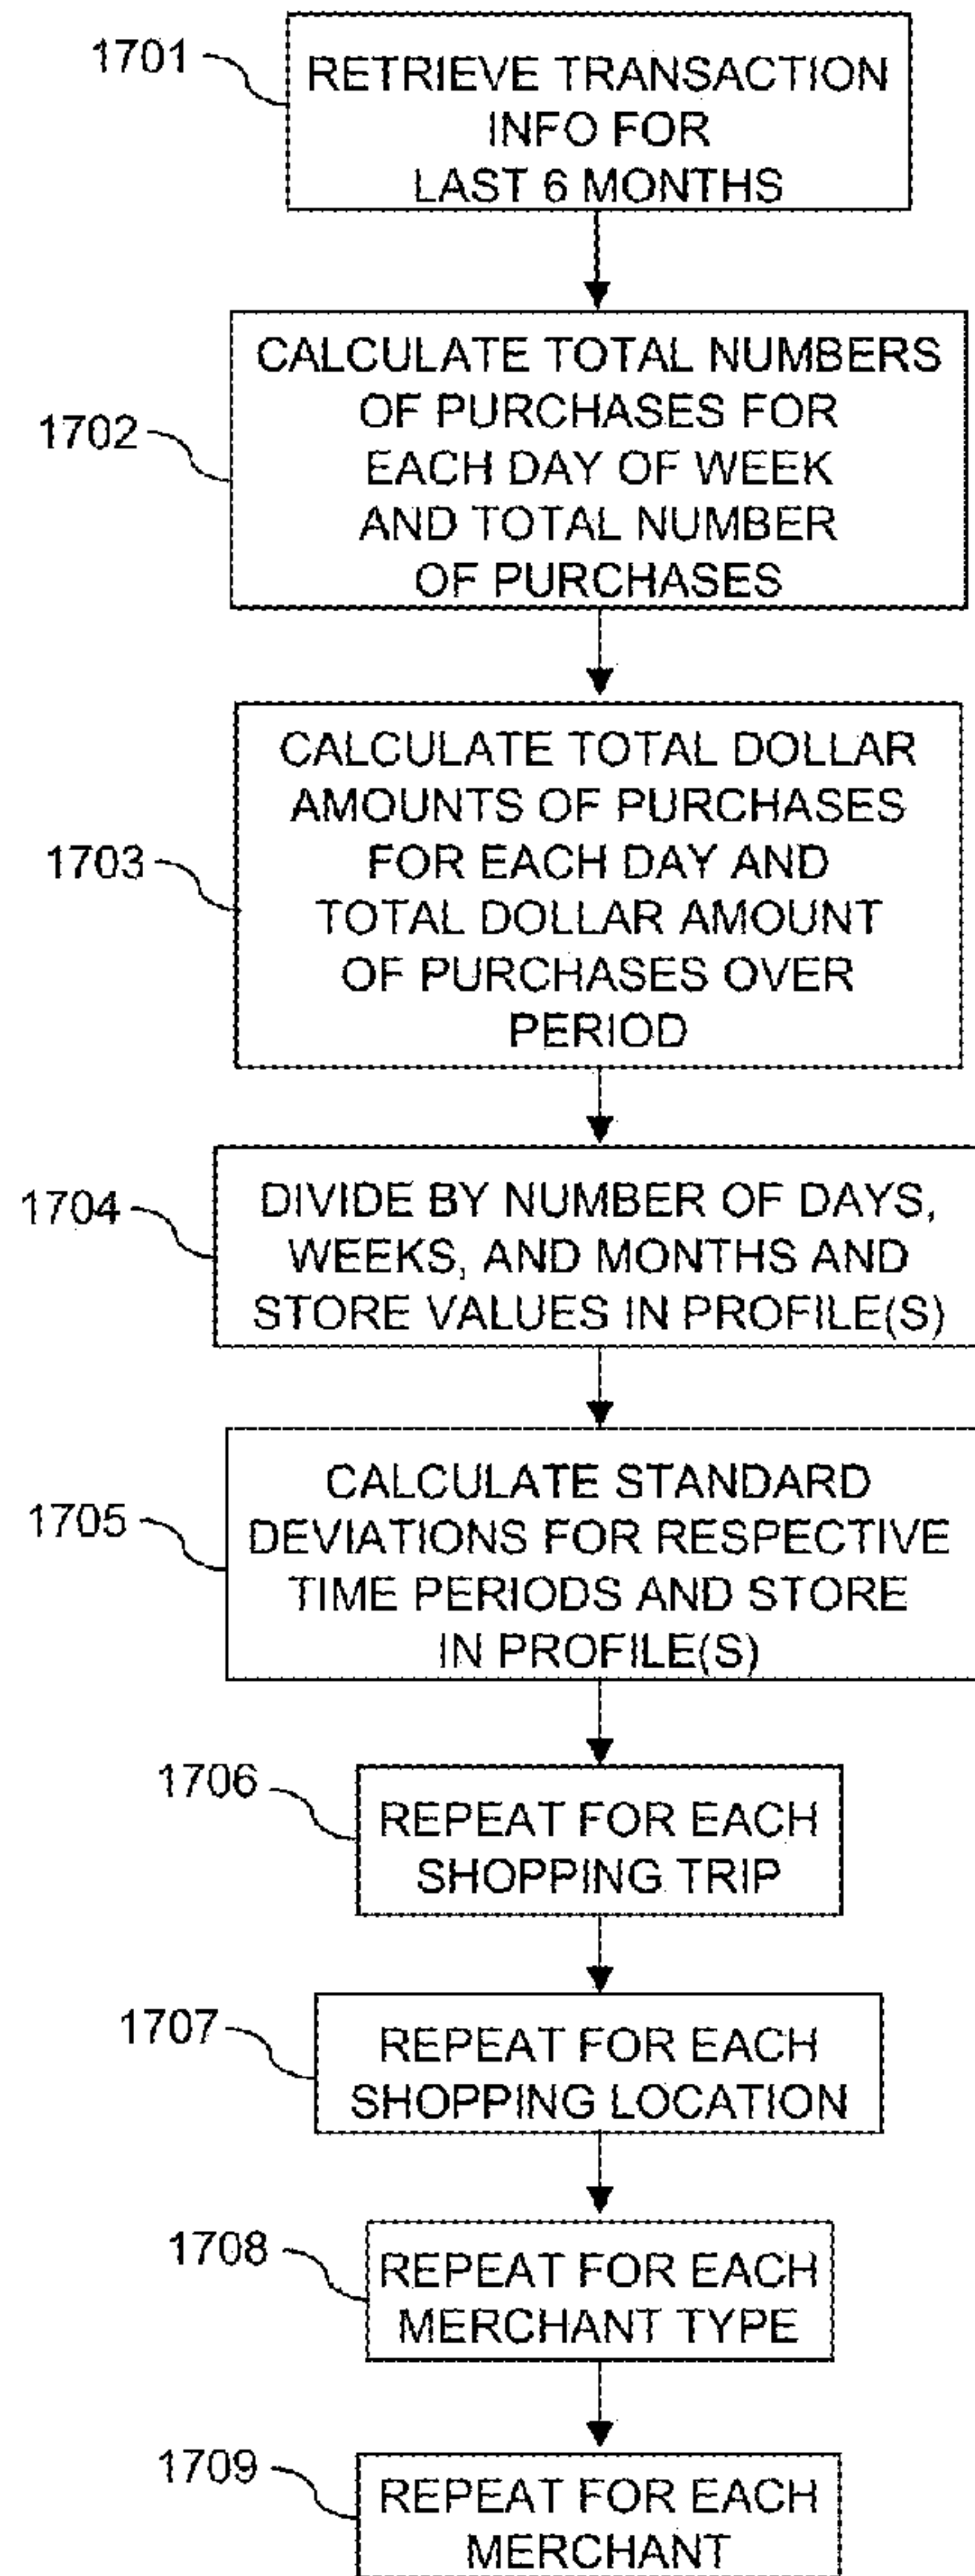 1701
RETRIEVE TRANSACTION
INFO FOR
LAST 6 MONTHS
1702
CALCULATE TOTAL NUMBERS
OF PURCHASES FOR
EACH DAY OF WEEK
AND TOTAL NUMBER
OF PURCHASES
1703
CALCULATE TOTAL DOLLAR
AMOUNTS OF PURCHASES
FOR EACH DAY AND
TOTAL DOLLAR AMOUNT
OF PURCHASES OVER
PERIOD
1704
DIVIDE BY NUMBER OF DAYS,
WEEKS, AND MONTHS AND
STORE VALUES IN PROFILE(S)
1705
CALCULATE STANDARD
DEVIATIONS FOR RESPECTIVE
TIME PERIODS AND STORE
IN PROFILE(S)
1706
REPEAT FOR EACH
SHOPPING TRIP
1707
REPEAT FOR EACH
SHOPPING LOCATION
1708
REPEAT FOR EACH
MERCHANT TYPE
1709
REPEAT FOR EACH
MERCHANT